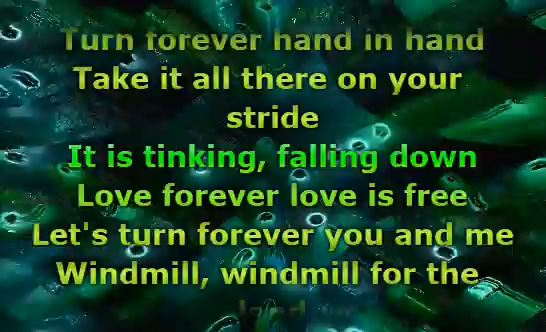 Turn forever hand in hand
Take it all there on your
stride
It is tinking, falling down
Love forever love is free
Let's turn forever you and me
Windmill, windmill for the
land